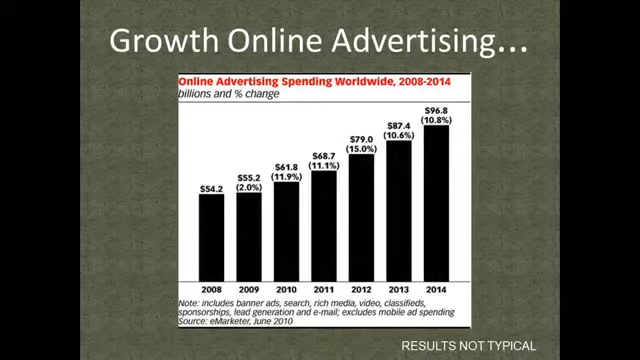 Growth Online Advertising...
Online Advertising Spending Worldwide, 2008-2014
billions and % change
$54.2
$55.2
(2.0%)
$61.8
(11.9%)
$68.7
(11.1%)
$79.0
(15.0%)
$87.4
(10.6%)
$96.8
(10.8%)
2008 2009 2010 2011 2012 2013 2014
Note: includes banner ads, search, rich media, video, classifieds,
sponsorships, lead generation and e-mail; excludes mobile ad spending
Source: eMarketer, June 2010
RESULTS NOT TYPICAL